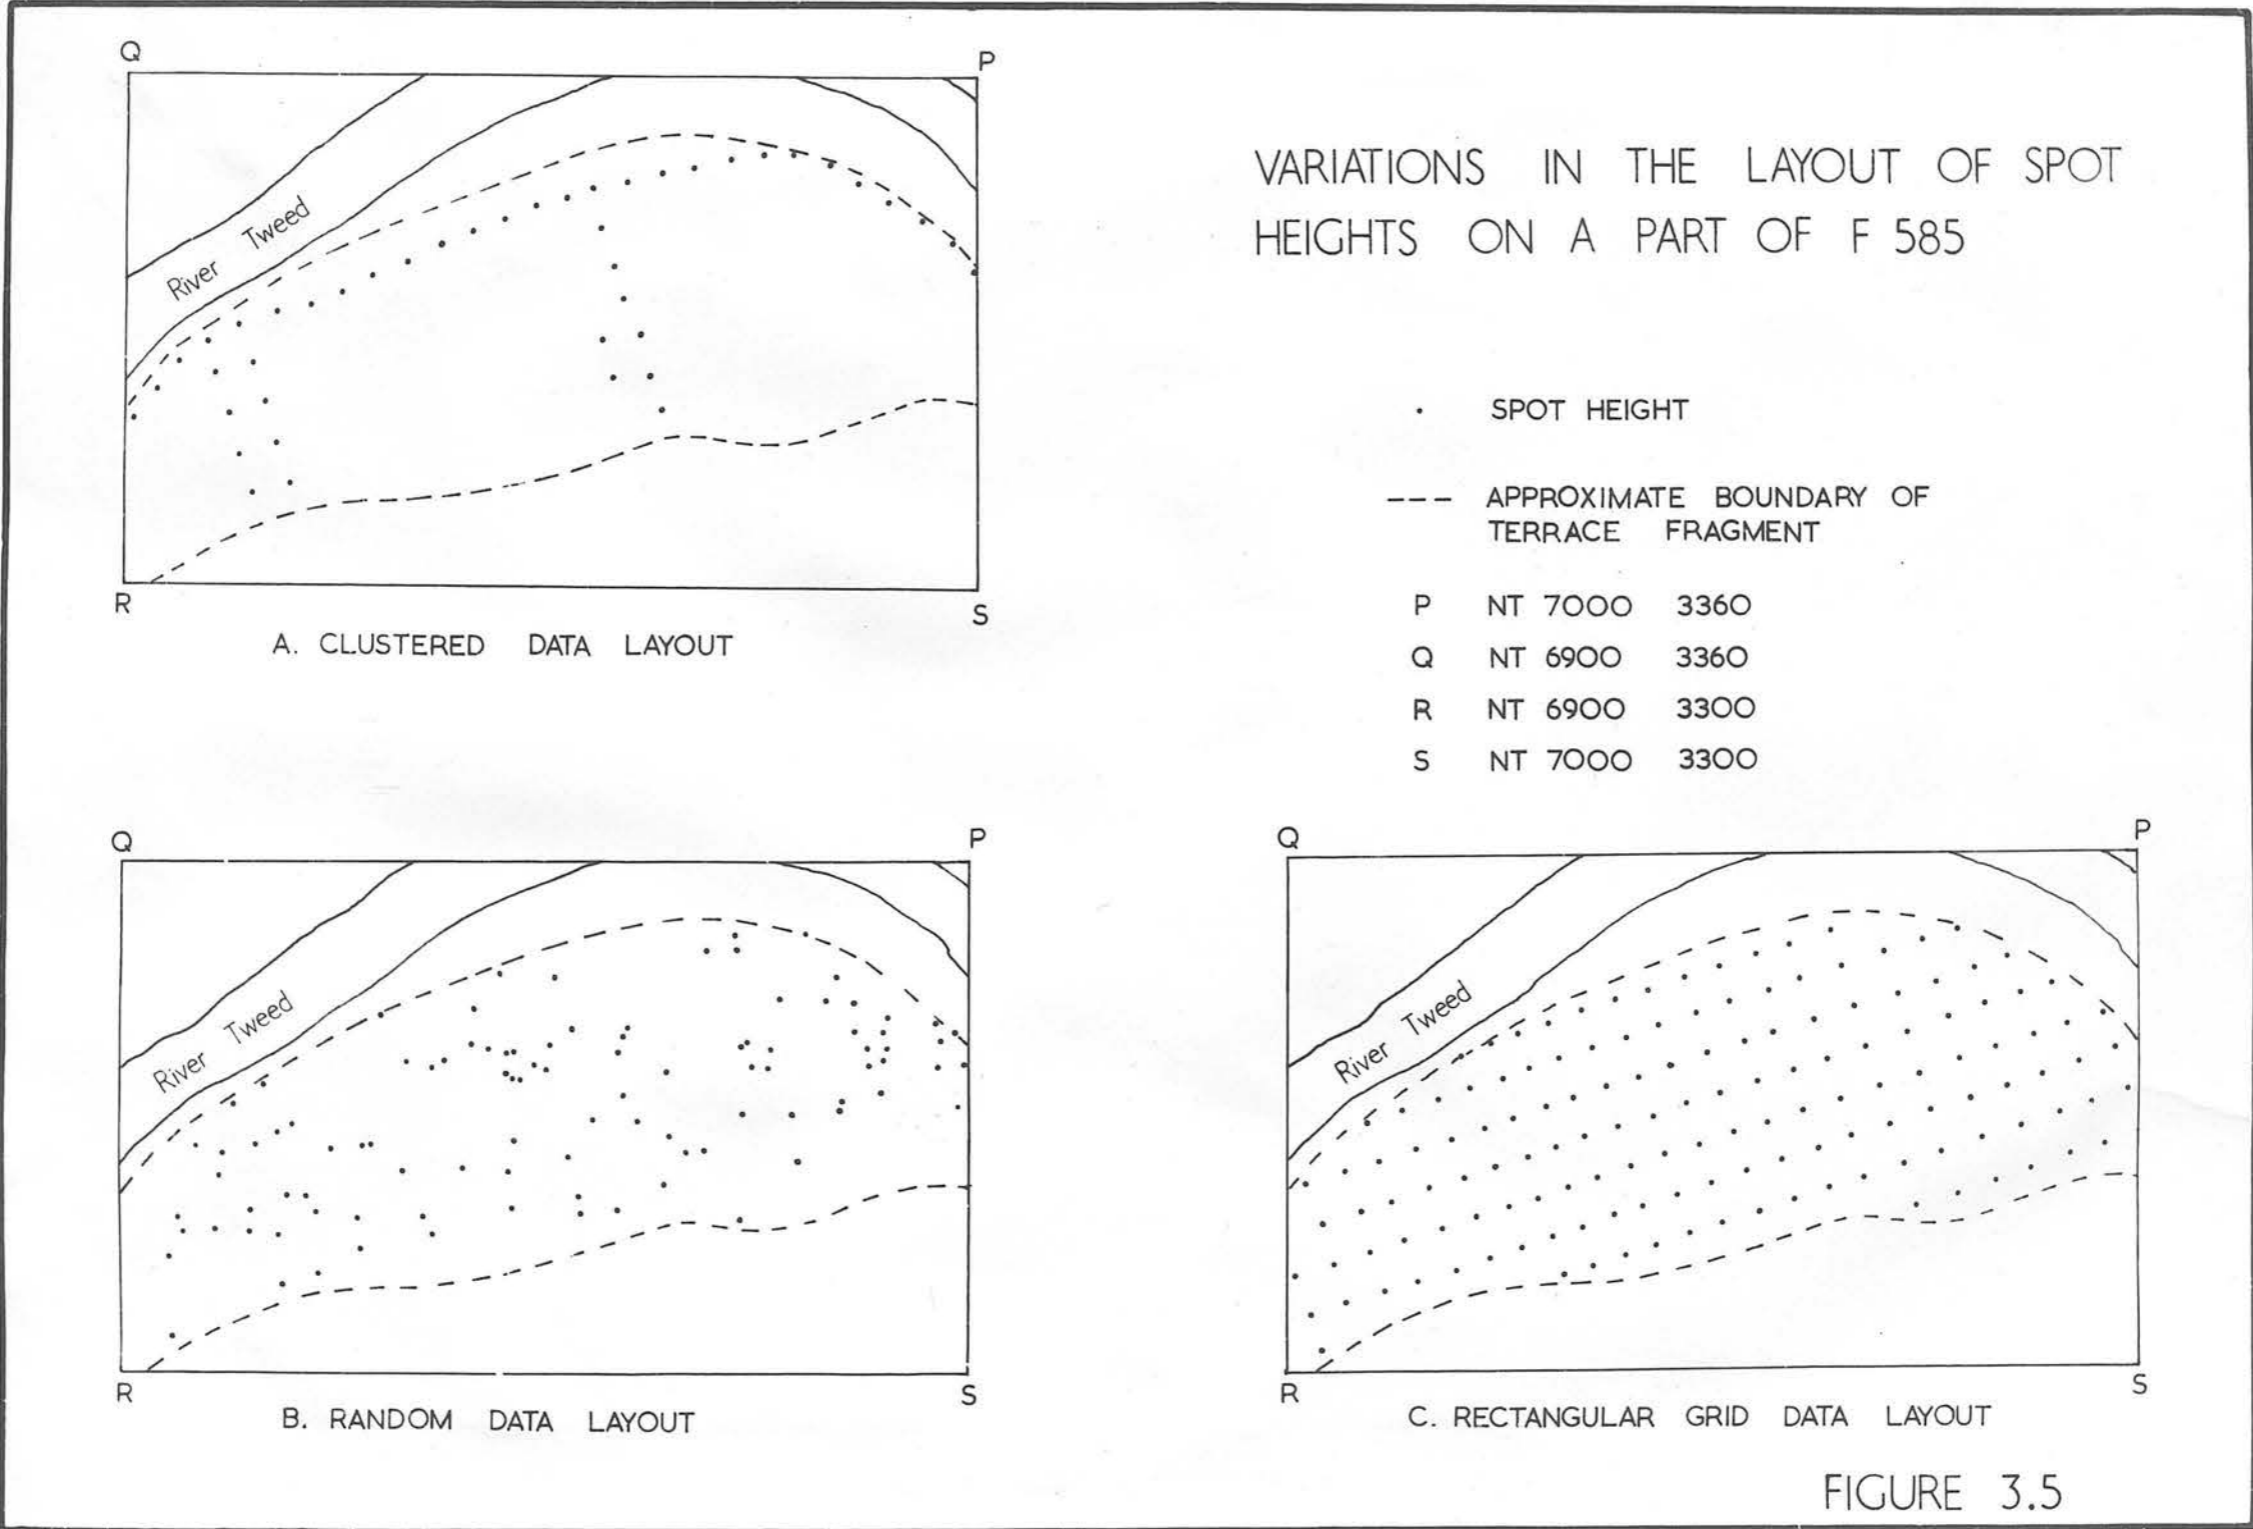 Q
P
River Tweed
R
S
A. CLUSTERED DATA LAYOUT
VARIATIONS IN THE LAYOUT OF SPOT
HEIGHTS ON A PART OF F 585
. SPOT HEIGHT
--- APPROXIMATE BOUNDARY OF
TERRACE FRAGMENT
P NT 7000 3360
Q NT 6900 3360
R NT 6900 3300
S NT 7000 3300
Q
P
River Tweed
R
S
B. RANDOM DATA LAYOUT
Q
P
River Tweed
R
S
C. RECTANGULAR GRID DATA LAYOUT
FIGURE 3.5